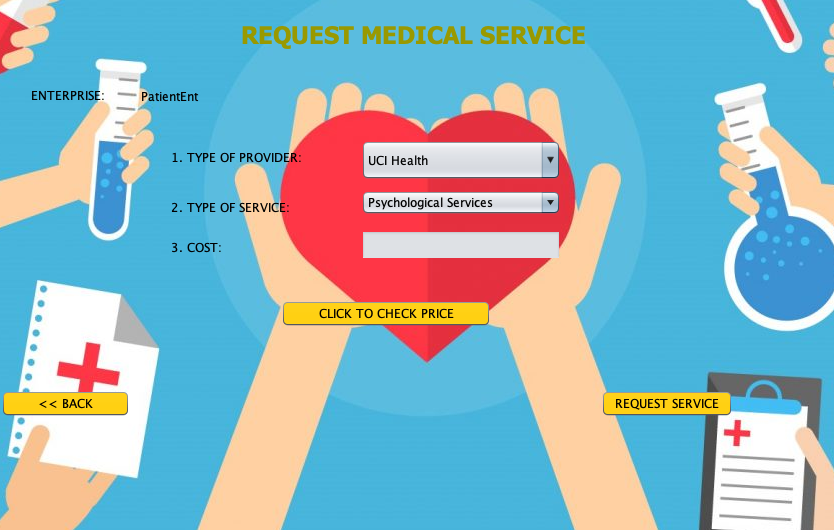 REQUEST MEDICAL SERVICE
ENTERPRISE: PatientEnt
1. TYPE OF PROVIDER: UCI Health
2. TYPE OF SERVICE: Psychological Services
3. COST:
CLICK TO CHECK PRICE
<< BACK
REQUEST SERVICE